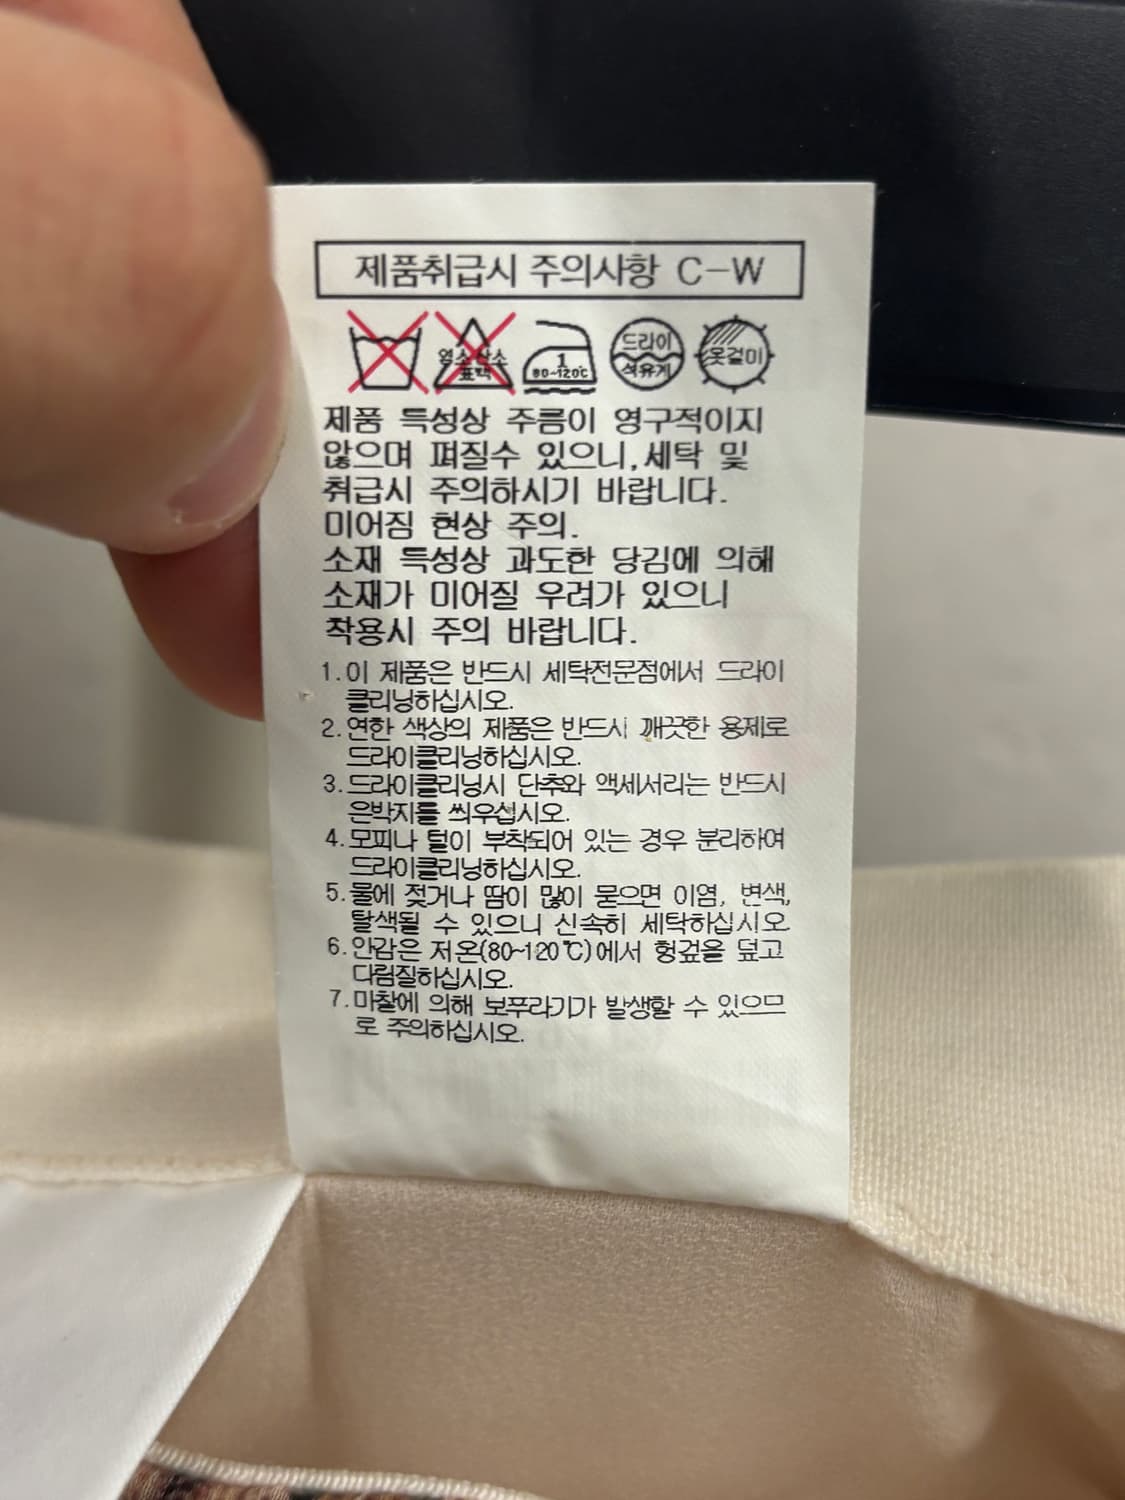 제품취급시 주의사항 C-W
염소 산소
표백
1
80~120℃
드라이
석유계
옷걸이
제품 특성상 주름이 영구적이지
않으며 펴질수 있으니,세탁 및
취급시 주의하시기 바랍니다.
미어짐 현상 주의.
소재 특성상 과도한 당김에 의해
소재가 미어질 우려가 있으니
착용시 주의 바랍니다.
1.이 제품은 반드시 세탁전문점에서 드라이
클리닝하십시오.
2.연한 색상의 제품은 반드시 깨끗한 용제로
드라이클리닝하십시오.
3.드라이클리닝시 단추와 액세서리는 반드시
은박지를 씌우섭시오.
4.모피나 털이 부착되어 있는 경우 분리하여
드라이클리닝하십시오.
5.물에 젖거나 땀이 많이 묻으면 이염, 변색,
탈색될 수 있으니 신속히 세탁하십시오
6.안감은 저온(80~120℃)에서 헝겊을 덮고
다림질하십시오.
7.마찰에 의해 보푸라기가 발생할 수 있으므
로 주의하십시오.